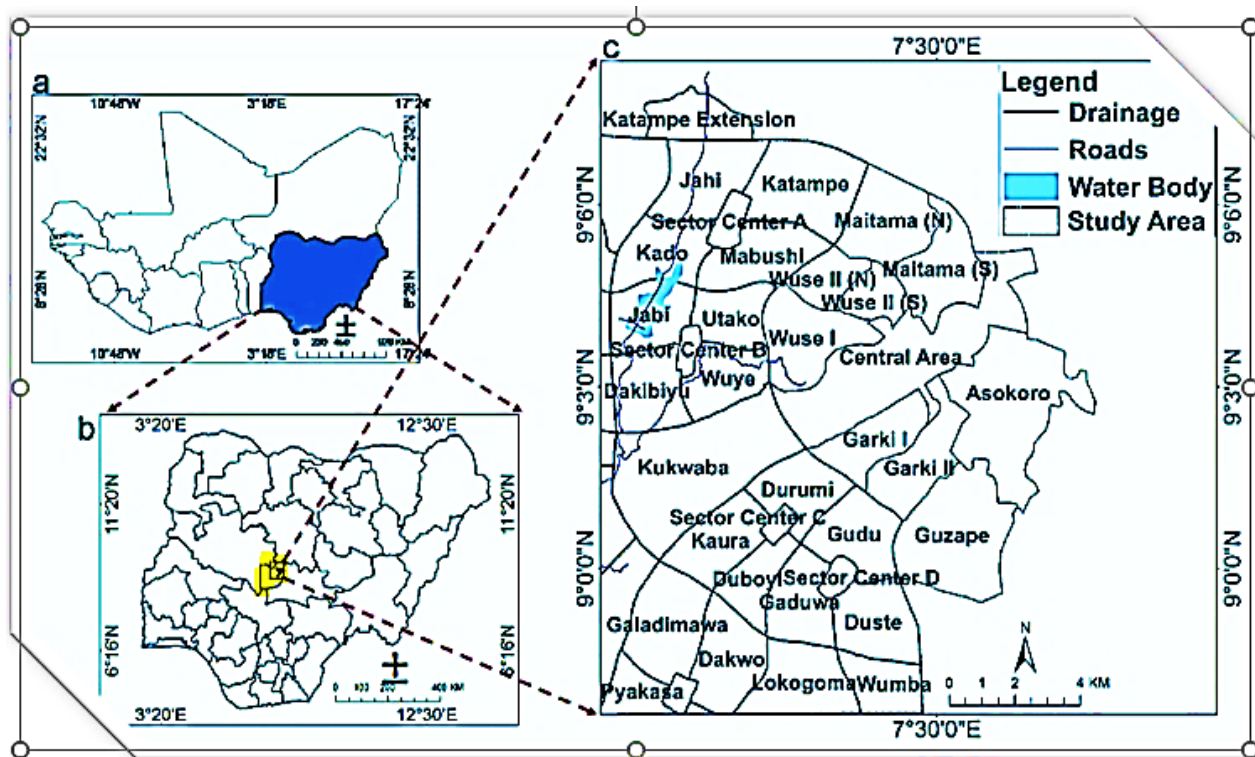 a
10°48'W 3°18'E 17°24'
22°32'N
22°32'N
8°28'N
8°28'N
10°48'W 3°18'E 17°24'
b
3°20'E 12°30'E
11°20'N
11°20'N
6°16'N
6°16'N
0 100 200 400 KM
3°20'E 12°30'E
c
7°30'0"E
Legend
Drainage
Roads
Water Body
Study Area
9°6'0"N
9°6'0"N
9°3'0"N
9°3'0"N
9°0'0"N
9°0'0"N
Katampe Extension
Jahi
Katampe
Sector Center A
Maitama (N)
Kado
Mabushi
Wuse II (N)
Maitama (S)
Wuse II (S)
Jabi
Utako
Wuse I
Sector Center B
Central Area
Dakibiyu
Wuye
Asokoro
Garki I
Kukwaba
Garki II
Durumi
Sector Center C
Kaura
Gudu
Guzape
Duboyi
Sector Center D
Gaduwa
Galadimawa
Duste
Dakwo
Pyakasa
Lokogoma
Wumba
N
0 1 2 4 KM
7°30'0"E